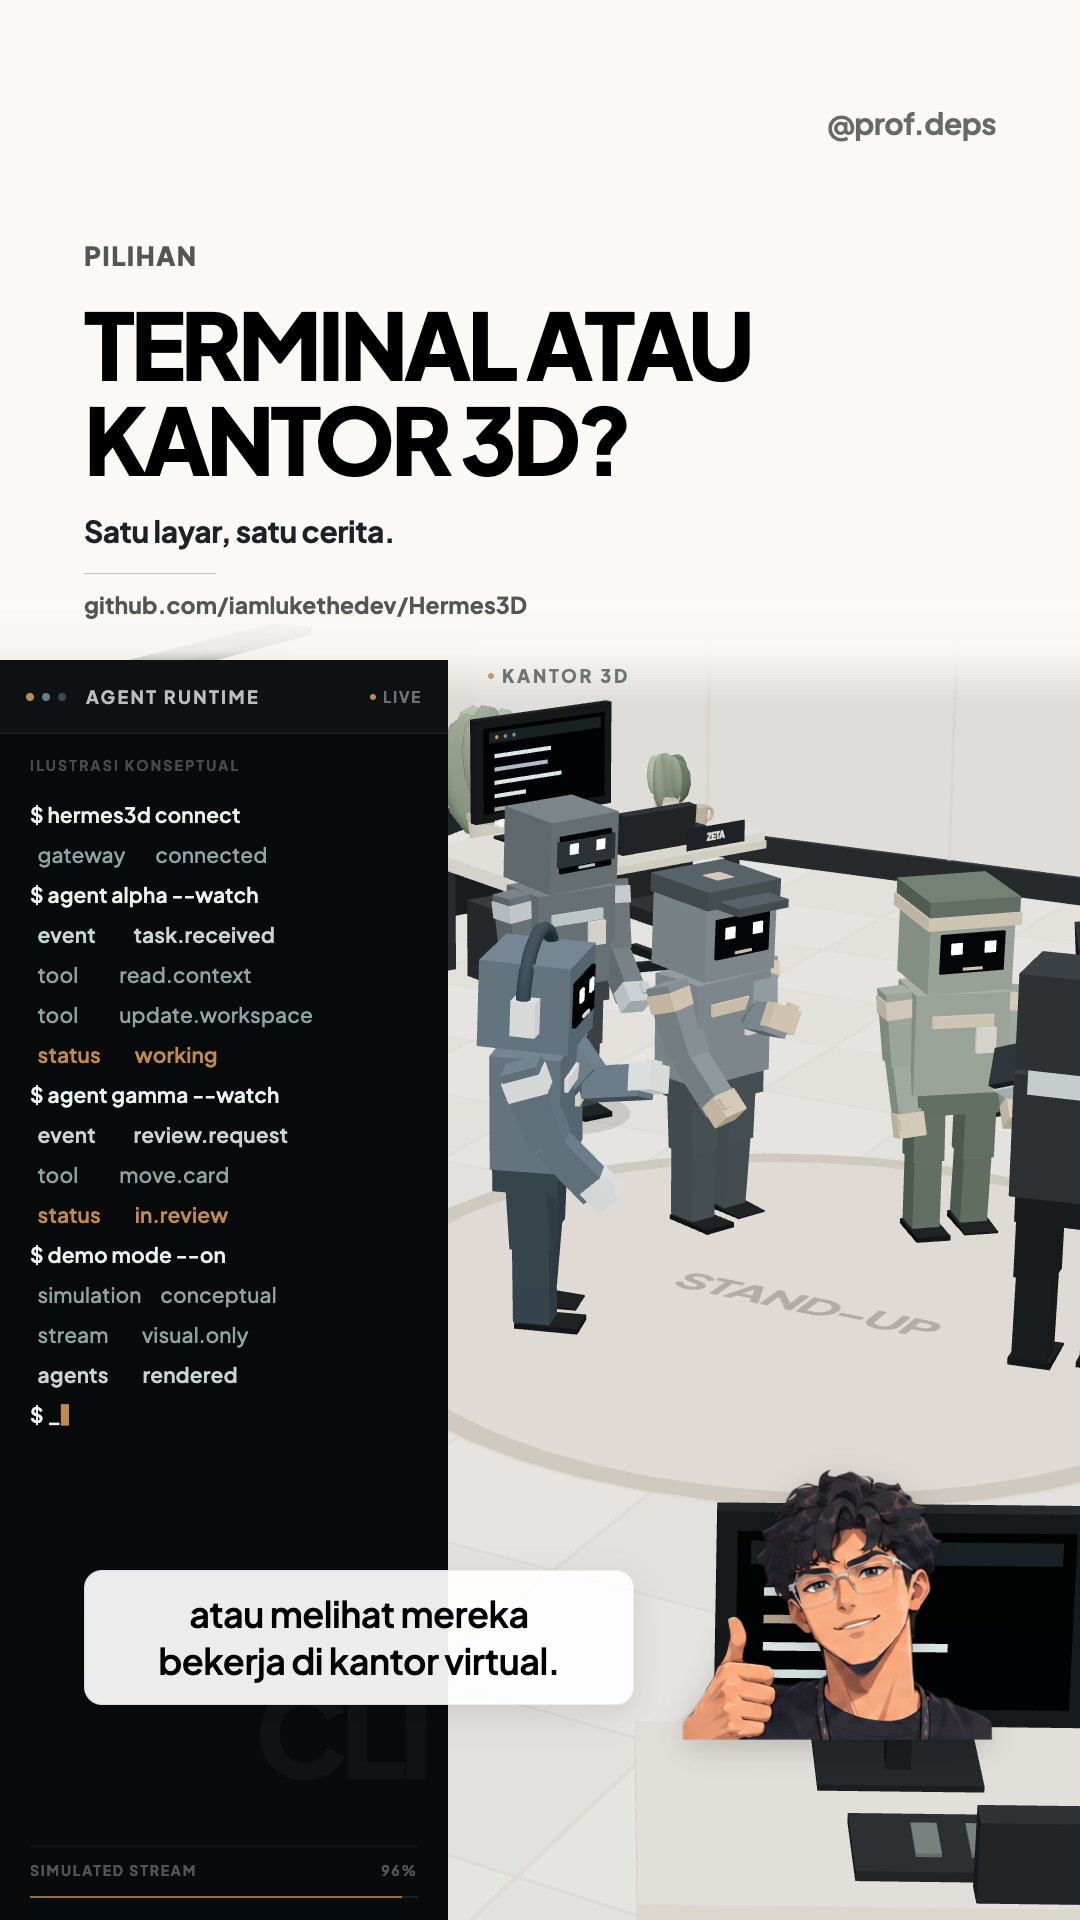 @prof.deps
PILIHAN
TERMINAL ATAU
KANTOR 3D?
Satu layar, satu cerita.
github.com/iamlukethedev/Hermes3D
AGENT RUNTIME
LIVE
ILUSTRASI KONSEPTUAL
$ hermes3d connect
gateway connected
$ agent alpha --watch
event task.received
tool read.context
tool update.workspace
status working
$ agent gamma --watch
event review.request
tool move.card
status in.review
$ demo mode --on
simulation conceptual
stream visual.only
agents rendered
$ _
KANTOR 3D
ZETA
STAND-UP
atau melihat mereka
bekerja di kantor virtual.
CLI
SIMULATED STREAM 96%